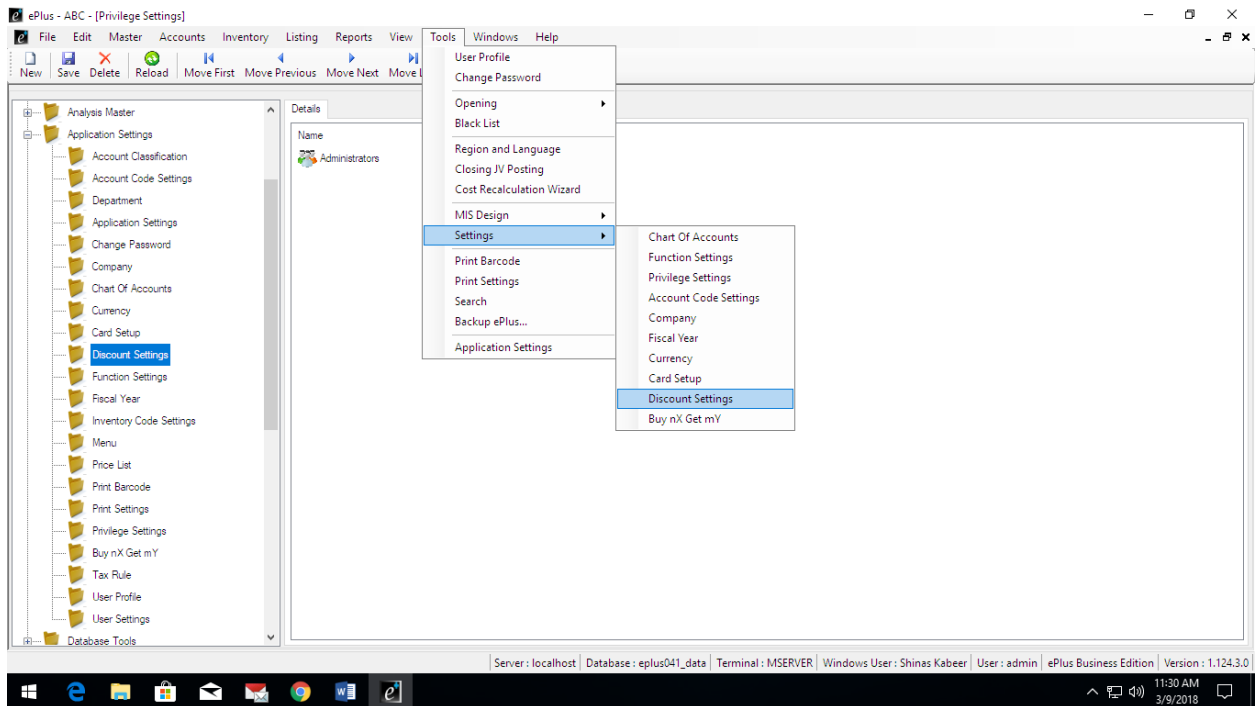 ePlus - ABC - [Privilege Settings]
File Edit Master Accounts Inventory Listing Reports View Tools Windows Help
New Save Delete Reload Move First Move Previous Move Next Move L
User Profile
Change Password
Opening
Black List
Region and Language
Closing JV Posting
Cost Recalculation Wizard
MIS Design
Settings
Print Barcode
Print Settings
Search
Backup ePlus...
Application Settings
Chart Of Accounts
Function Settings
Privilege Settings
Account Code Settings
Company
Fiscal Year
Currency
Card Setup
Discount Settings
Buy nX Get mY
Analysis Master
Application Settings
Account Classification
Account Code Settings
Department
Application Settings
Change Password
Company
Chart Of Accounts
Currency
Card Setup
Discount Settings
Function Settings
Fiscal Year
Inventory Code Settings
Menu
Price List
Print Barcode
Print Settings
Privilege Settings
Buy nX Get mY
Tax Rule
User Profile
User Settings
Database Tools
Details
Name
Administrators
Server : localhost Database : eplus041_data Terminal : MSERVER Windows User : Shinas Kabeer User : admin ePlus Business Edition Version : 1.124.3.0
11:30 AM
3/9/2018